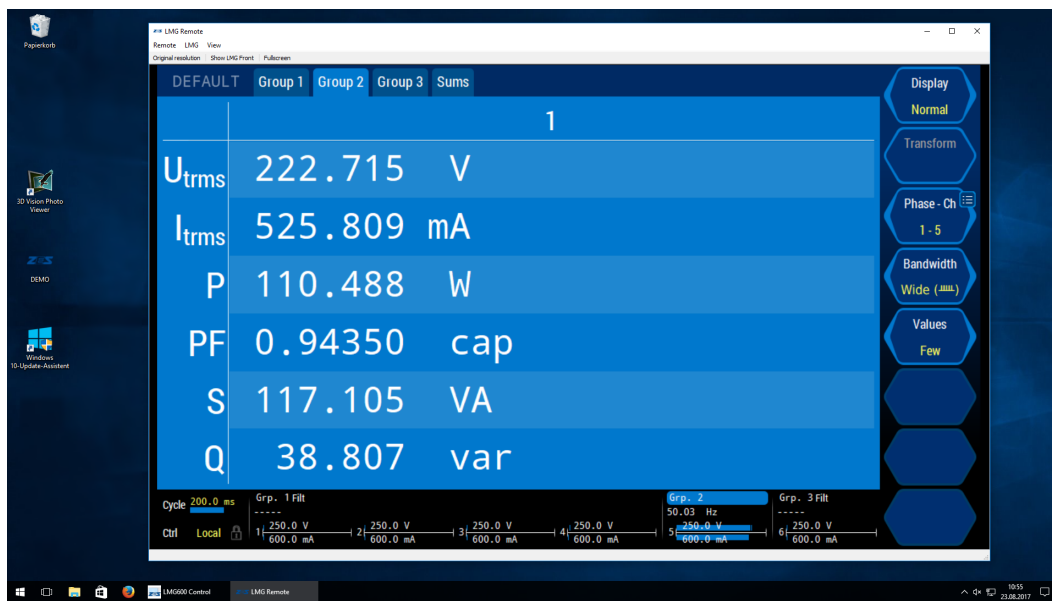 Papierkorb
3D Vision Photo
Viewer
ZES
DEMO
Windows
10-Update-Assistent
LMG Remote
Remote LMG View
Original resolution Show LMG Front Fullscreen
DEFAULT Group 1 Group 2 Group 3 Sums
1
Utrms 222.715 V
Itrms 525.809 mA
P 110.488 W
PF 0.94350 cap
S 117.105 VA
Q 38.807 var
Display
Normal
Transform
Phase - Ch
1 - 5
Bandwidth
Wide
Values
Few
Cycle 200.0 ms
Ctrl Local
Grp. 1 Filt
-----
1 250.0 V
600.0 mA
2 250.0 V
600.0 mA
3 250.0 V
600.0 mA
4 250.0 V
600.0 mA
Grp. 2
50.03 Hz
5 250.0 V
600.0 mA
Grp. 3 Filt
-----
6 250.0 V
600.0 mA
LMG600 Control
LMG Remote
10:55
23.08.2017